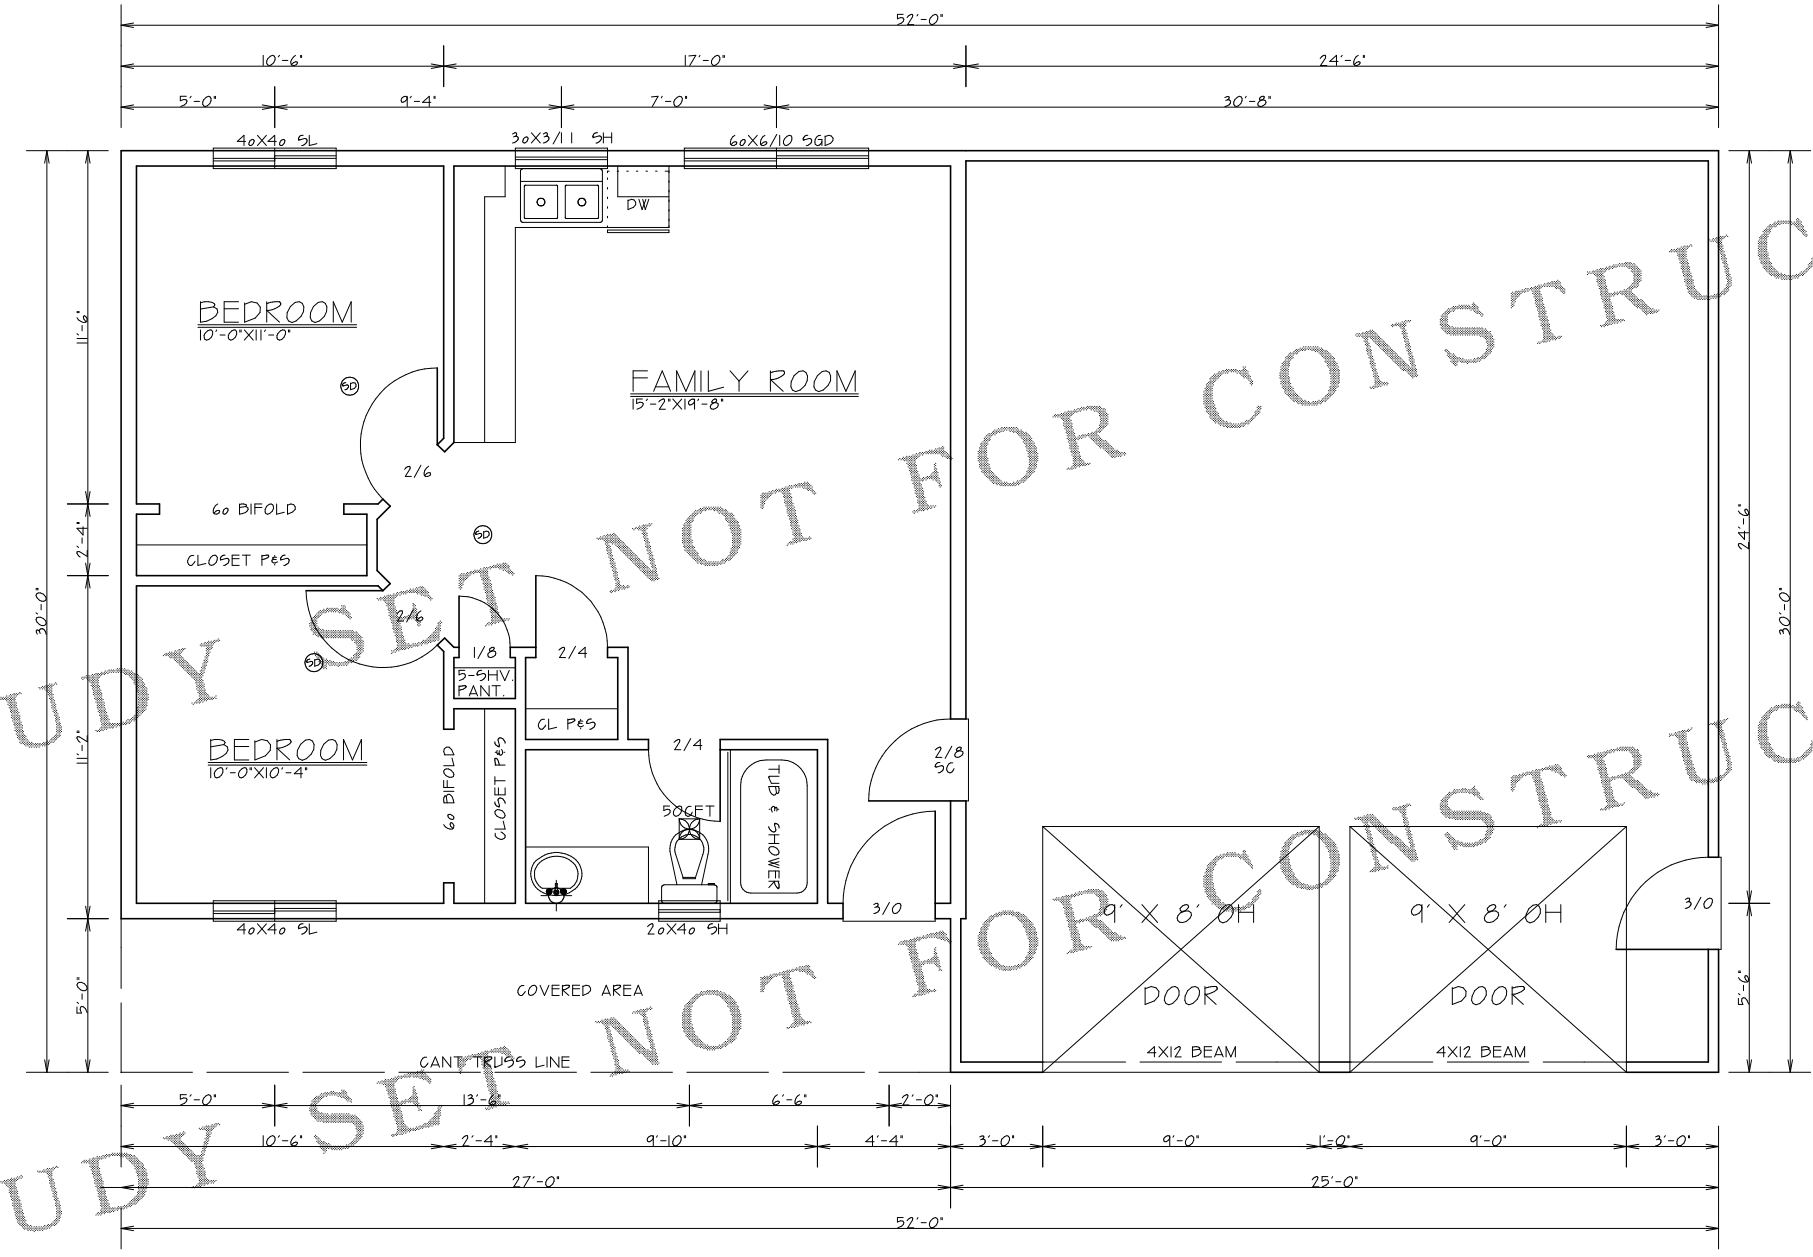 52'-0"
10'-6" 17'-0" 24'-6"
5'-0" 9'-4" 7'-0" 30'-8"
4oX4o SL 3oX3/11 SH 6oX6/10 SGD
DW
BEDROOM
10'-0"X11'-0"
11'-6"
SD
FAMILY ROOM
15'-2"X19'-8"
2/6
6o BIFOLD
2'-4"
SD
CLOSET P&S
24'-6"
30'-0"
30'-0"
2/6
SD
1/8
2/4
5-SHV.
PANT.
CL P&S
BEDROOM
10'-0"X10'-4"
11'-2"
6o BIFOLD
CLOSET P&S
2/4
2/8
SC
50CFT
TUB & SHOWER
3/0
3/0
9' X 8' OH
DOOR
9' X 8' OH
DOOR
4oX4o SL
2oX4o SH
5'-0"
5'-6"
COVERED AREA
CANT TRUSS LINE
4X12 BEAM
4X12 BEAM
5'-0" 13'-6" 6'-6" 2'-0"
10'-6" 2'-4" 9'-10" 4'-4" 3'-0" 9'-0" 1'-0" 9'-0" 3'-0"
27'-0" 25'-0"
52'-0"
UDY SET NOT FOR CONSTRUC
UDY SET NOT FOR CONSTRUC